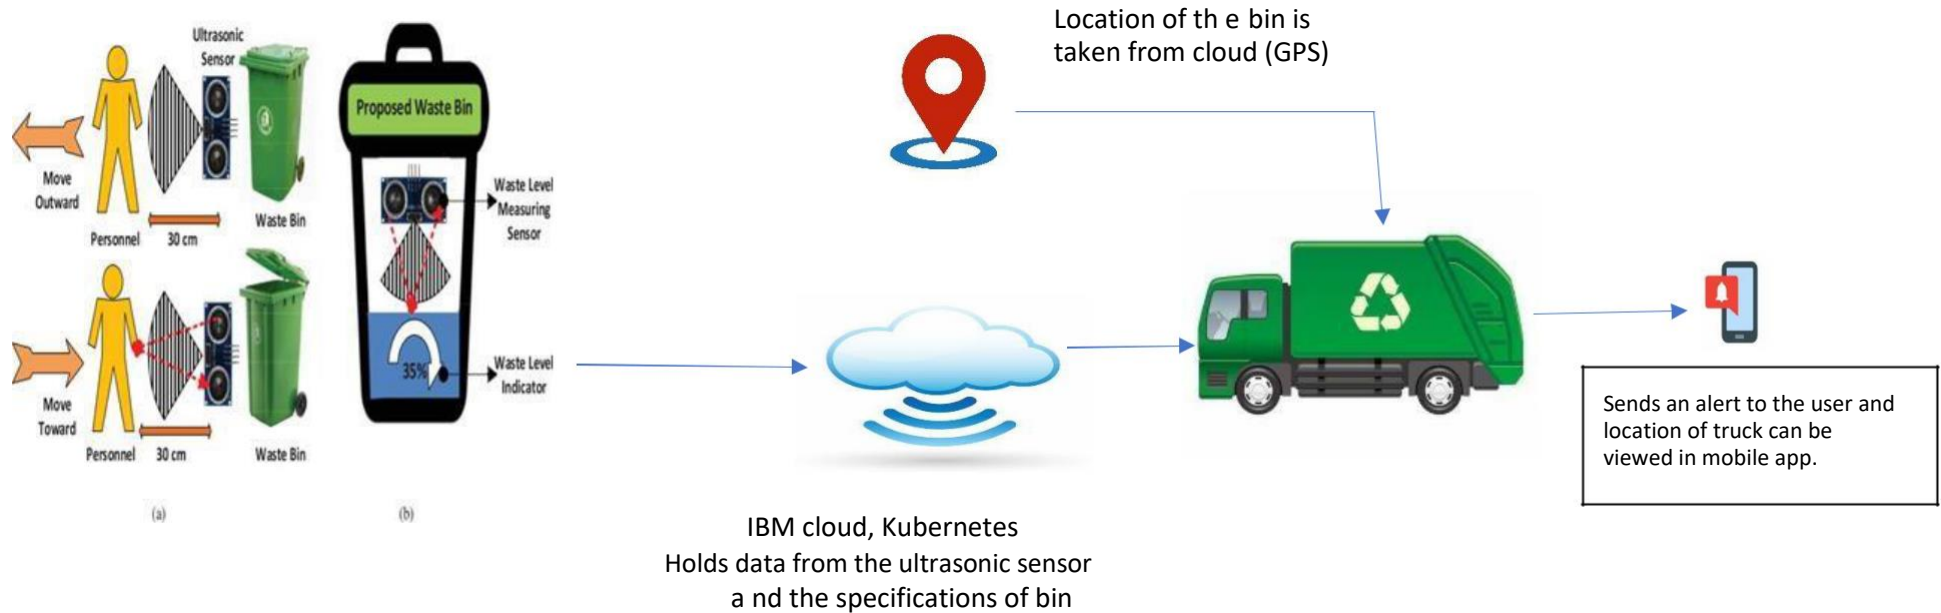 Ultrasonic
Sensor
Move
Outward
Personnel
30 cm
Waste Bin
Move
Toward
Personnel
30 cm
Waste Bin
(a)
Proposed Waste Bin
Waste Level
Measuring
Sensor
35%
Waste Level
Indicator
(b)
Location of th e bin is
taken from cloud (GPS)
IBM cloud, Kubernetes
Holds data from the ultrasonic sensor
a nd the specifications of bin
Sends an alert to the user and
location of truck can be
viewed in mobile app.